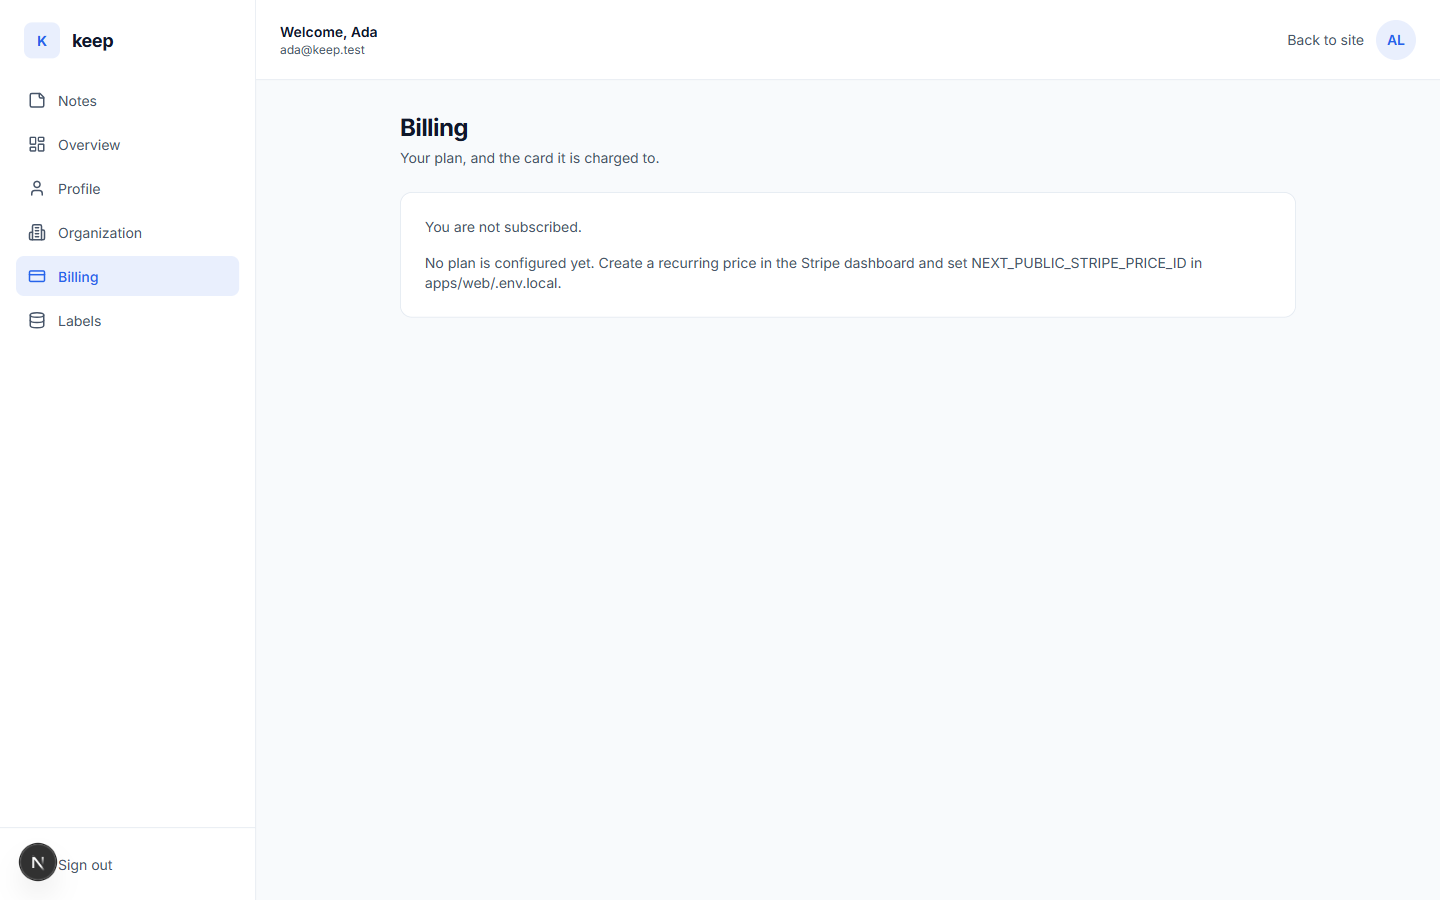 K
keep
Notes
Overview
Profile
Organization
Billing
Labels
N
Sign out
Welcome, Ada
ada@keep.test
Back to site
AL
Billing
Your plan, and the card it is charged to.
You are not subscribed.
No plan is configured yet. Create a recurring price in the Stripe dashboard and set NEXT_PUBLIC_STRIPE_PRICE_ID in
apps/web/.env.local.